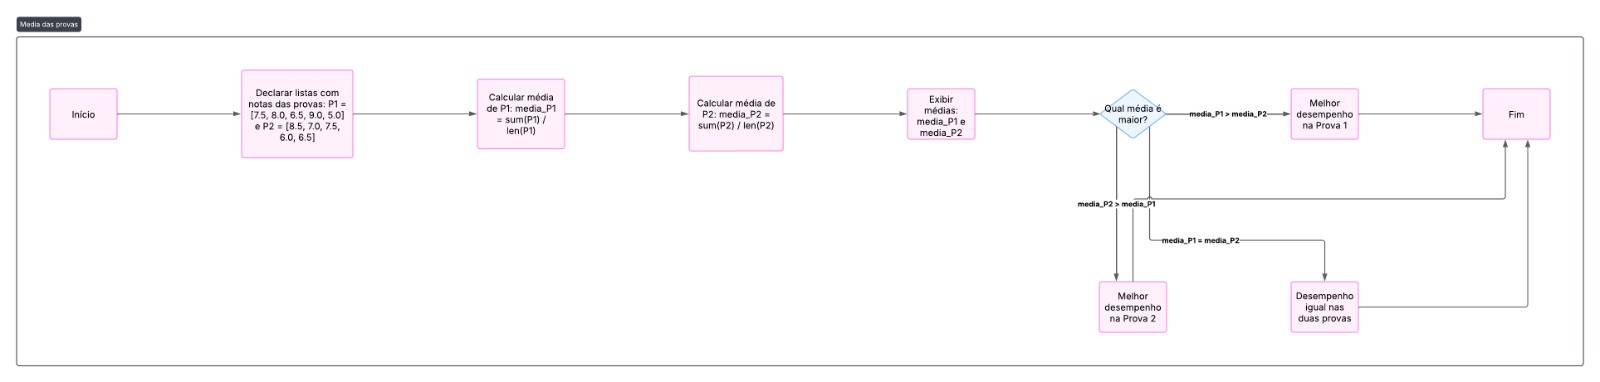 Media das provas
Início
Declarar listas com
notas das provas: P1 =
[7.5, 8.0, 6.5, 9.0, 5.0]
e P2 = [8.5, 7.0, 7.5,
6.0, 6.5]
Calcular média
de P1: media_P1
= sum(P1) /
len(P1)
Calcular média de
P2: media_P2 =
sum(P2) / len(P2)
Exibir
médias:
media_P1 e
media_P2
Qual média é
maior?
media_P1 > media_P2
Melhor
desempenho
na Prova 1
Fim
media_P2 > media_P1
media_P1 = media_P2
Melhor
desempenho
na Prova 2
Desempenho
igual nas
duas provas